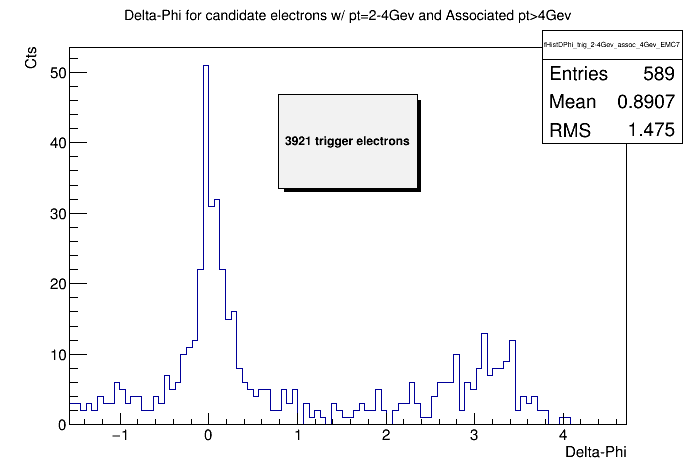 Delta-Phi for candidate electrons w/ pt=2-4Gev and Associated pt>4Gev
fHistDPhi_trig_2-4Gev_assoc_4Gev_EMC7
Entries 589
Mean 0.8907
RMS 1.475
Cts
3921 trigger electrons
50
40
30
20
10
0
−1 0 1 2 3 4
Delta-Phi